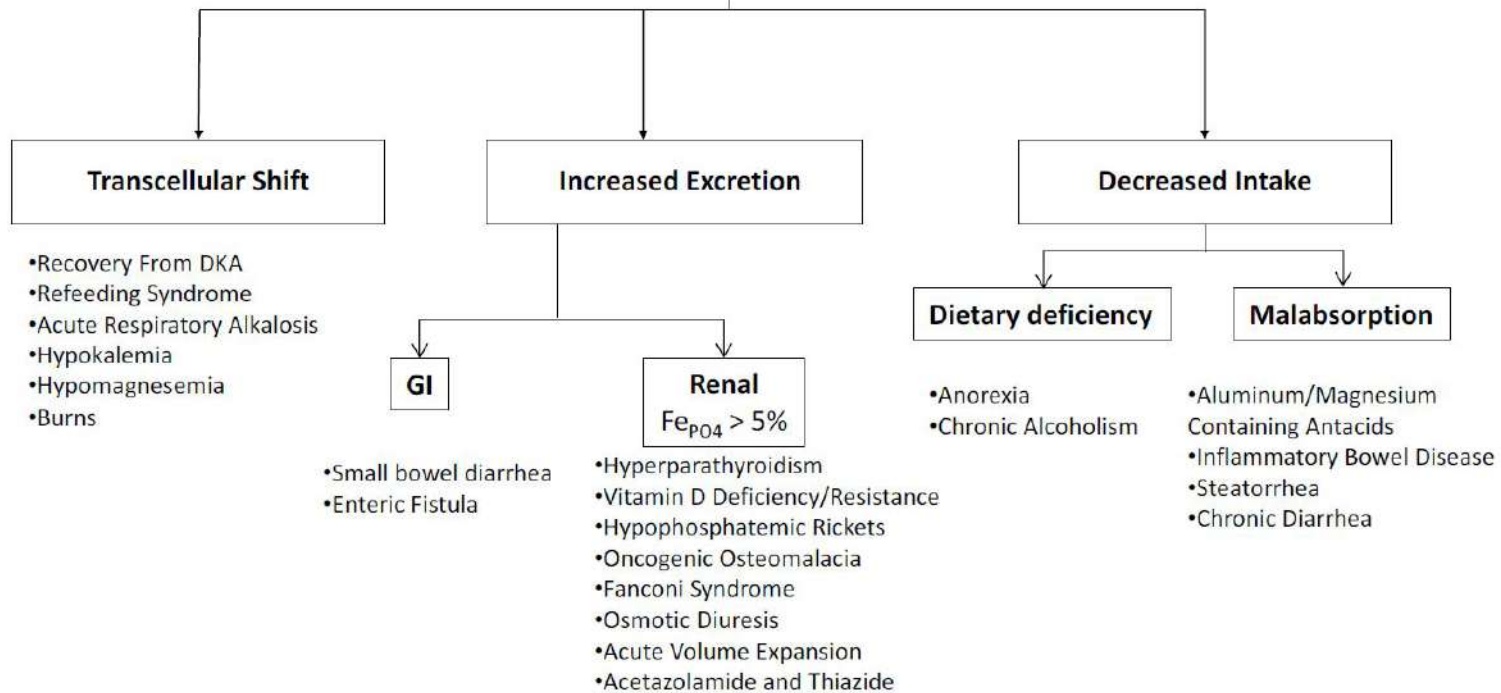 Transcellular Shift
•Recovery From DKA
•Refeeding Syndrome
•Acute Respiratory Alkalosis
•Hypokalemia
•Hypomagnesemia
•Burns
Increased Excretion
GI
•Small bowel diarrhea
•Enteric Fistula
Renal
Fe_PO4 > 5%
•Hyperparathyroidism
•Vitamin D Deficiency/Resistance
•Hypophosphatemic Rickets
•Oncogenic Osteomalacia
•Fanconi Syndrome
•Osmotic Diuresis
•Acute Volume Expansion
•Acetazolamide and Thiazide
Decreased Intake
Dietary deficiency
•Anorexia
•Chronic Alcoholism
Malabsorption
•Aluminum/Magnesium
Containing Antacids
•Inflammatory Bowel Disease
•Steatorrhea
•Chronic Diarrhea